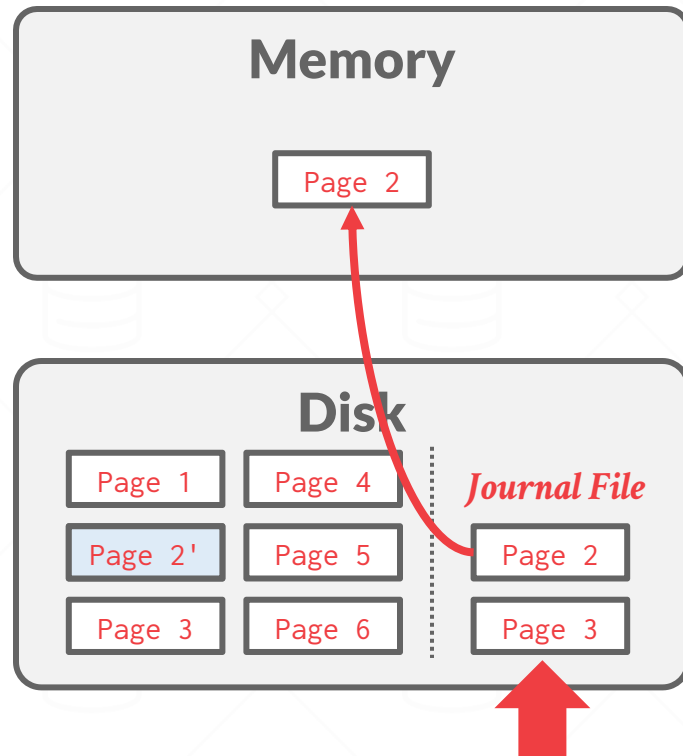 Memory
Page 2
Disk
Page 1
Page 4
Journal File
Page 2'
Page 5
Page 2
Page 3
Page 6
Page 3